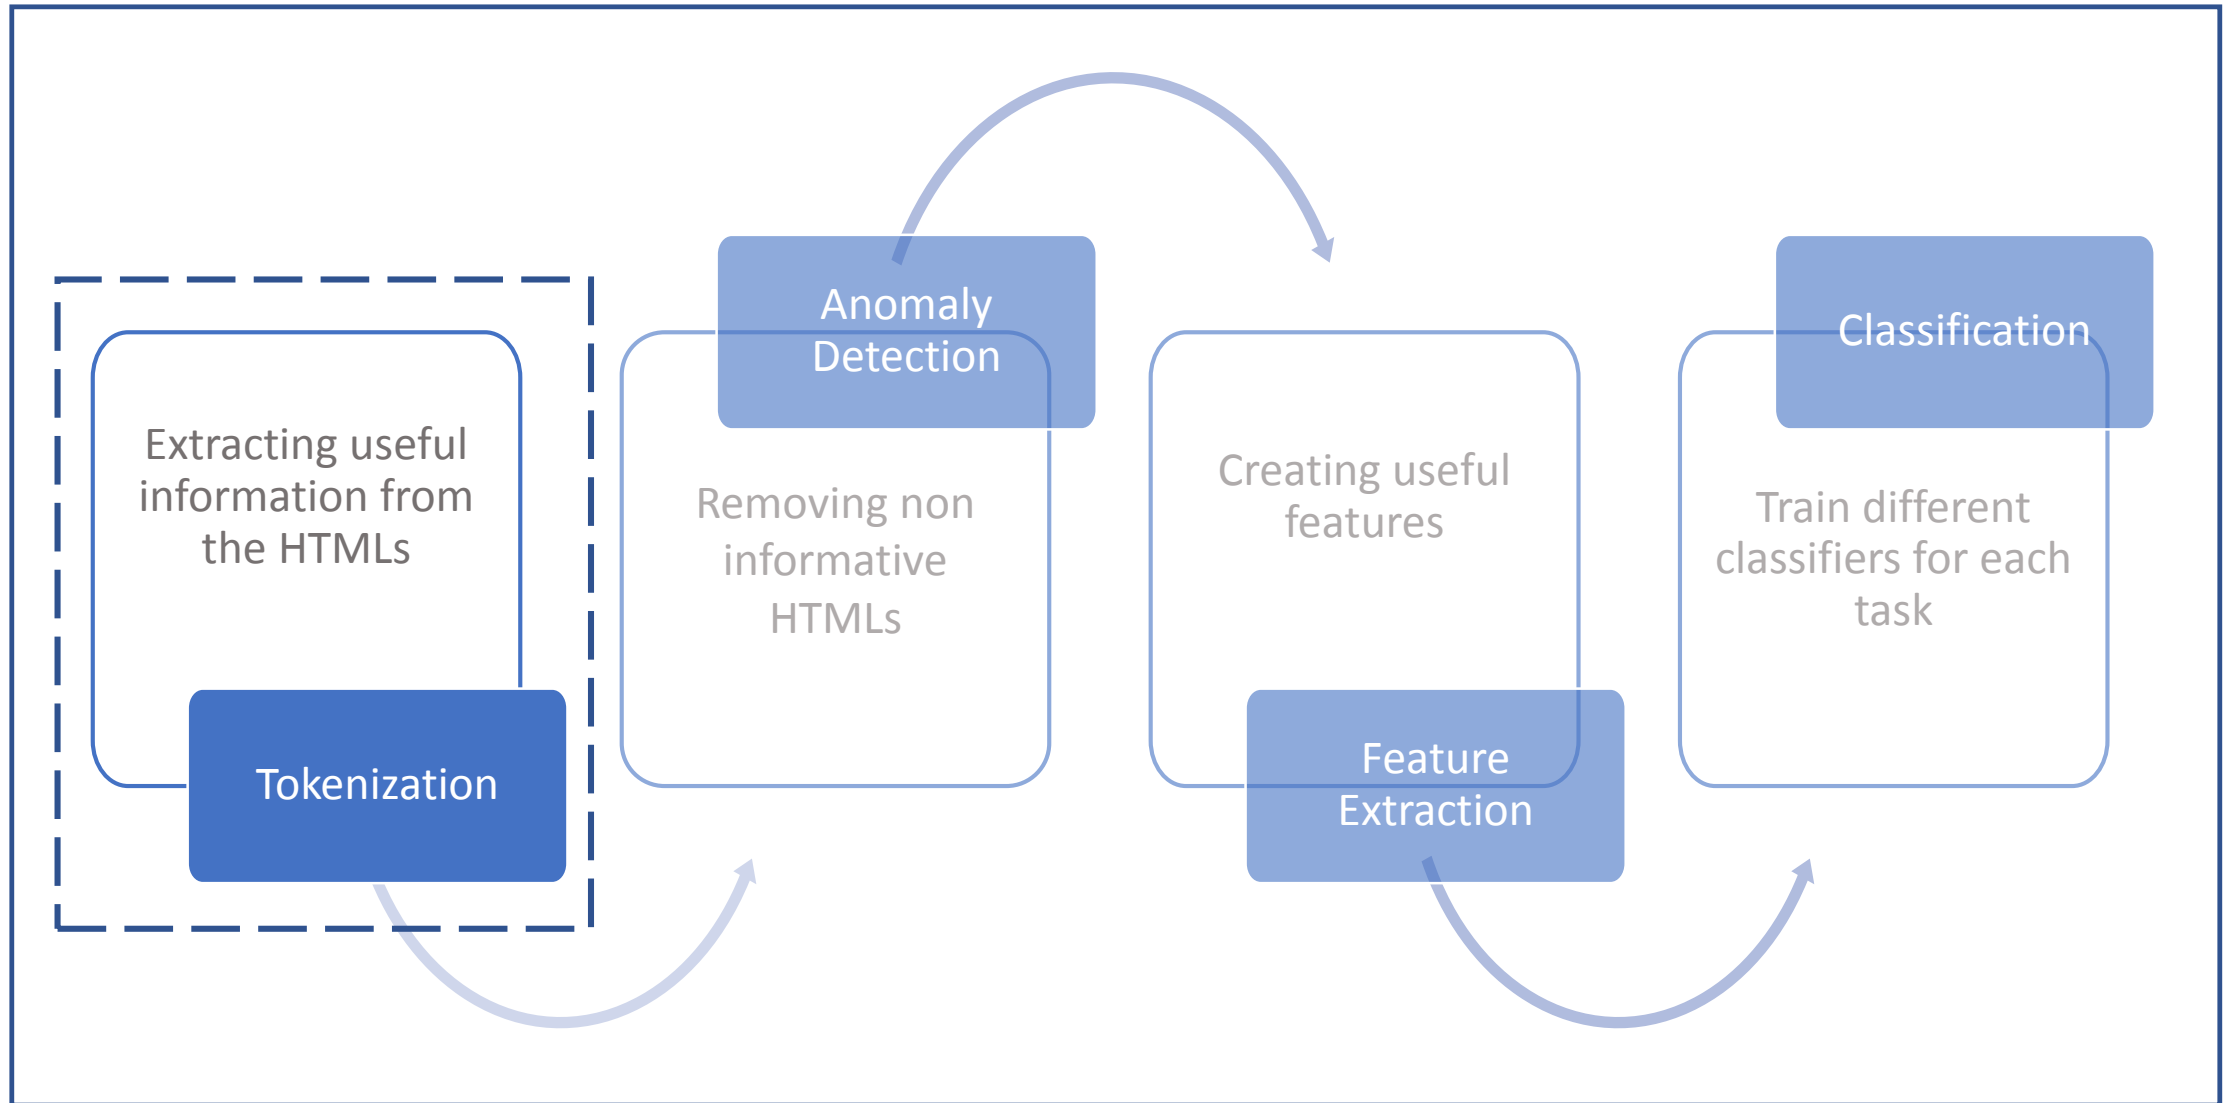 Extracting useful
information from
the HTMLs
Tokenization
Anomaly
Detection
Removing non
informative
HTMLs
Creating useful
features
Feature
Extraction
Classification
Train different
classifiers for each
task